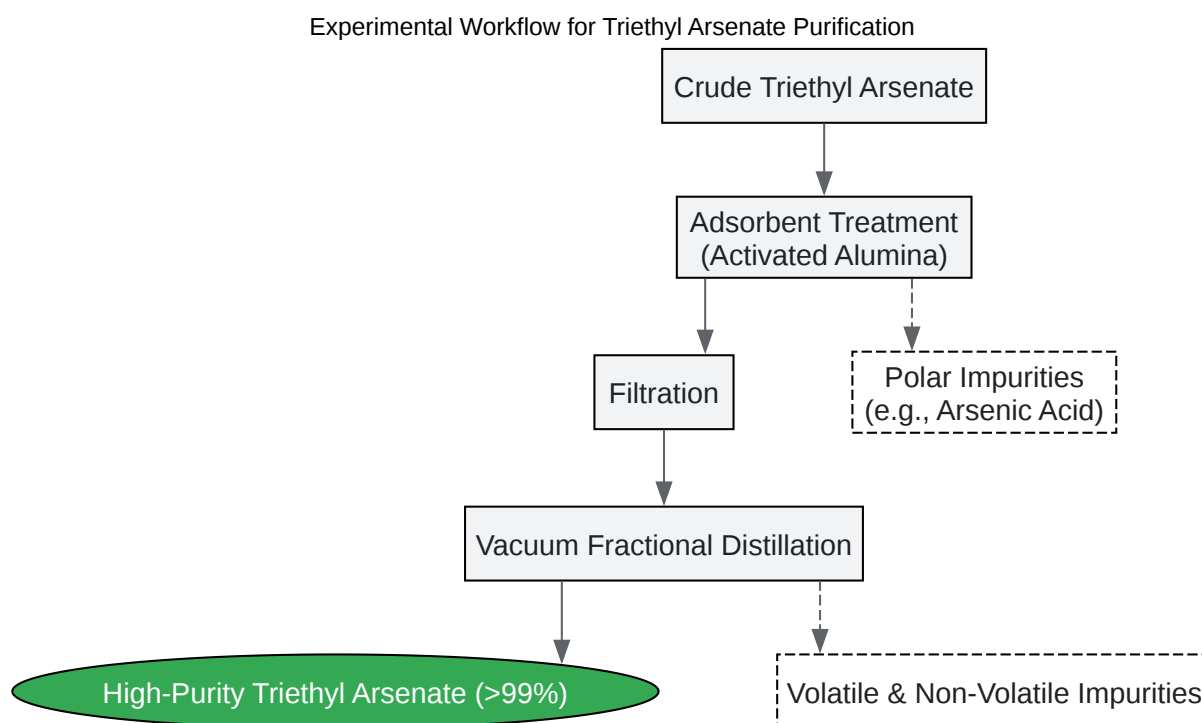 Experimental Workflow for Triethyl Arsenate Purification
Crude Triethyl Arsenate
Adsorbent Treatment
(Activated Alumina)
Filtration
Polar Impurities
(e.g., Arsenic Acid)
Vacuum Fractional Distillation
High-Purity Triethyl Arsenate (>99%)
Volatile & Non-Volatile Impurities